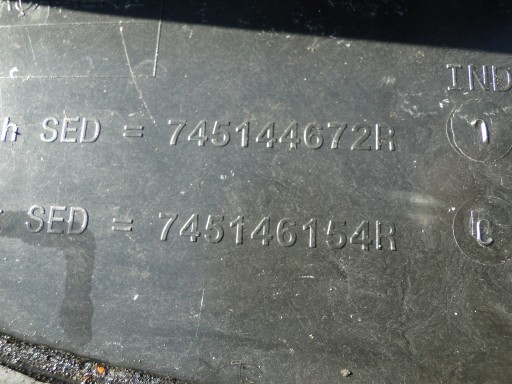 IND
h SED = 745144672R
SED = 745146154R